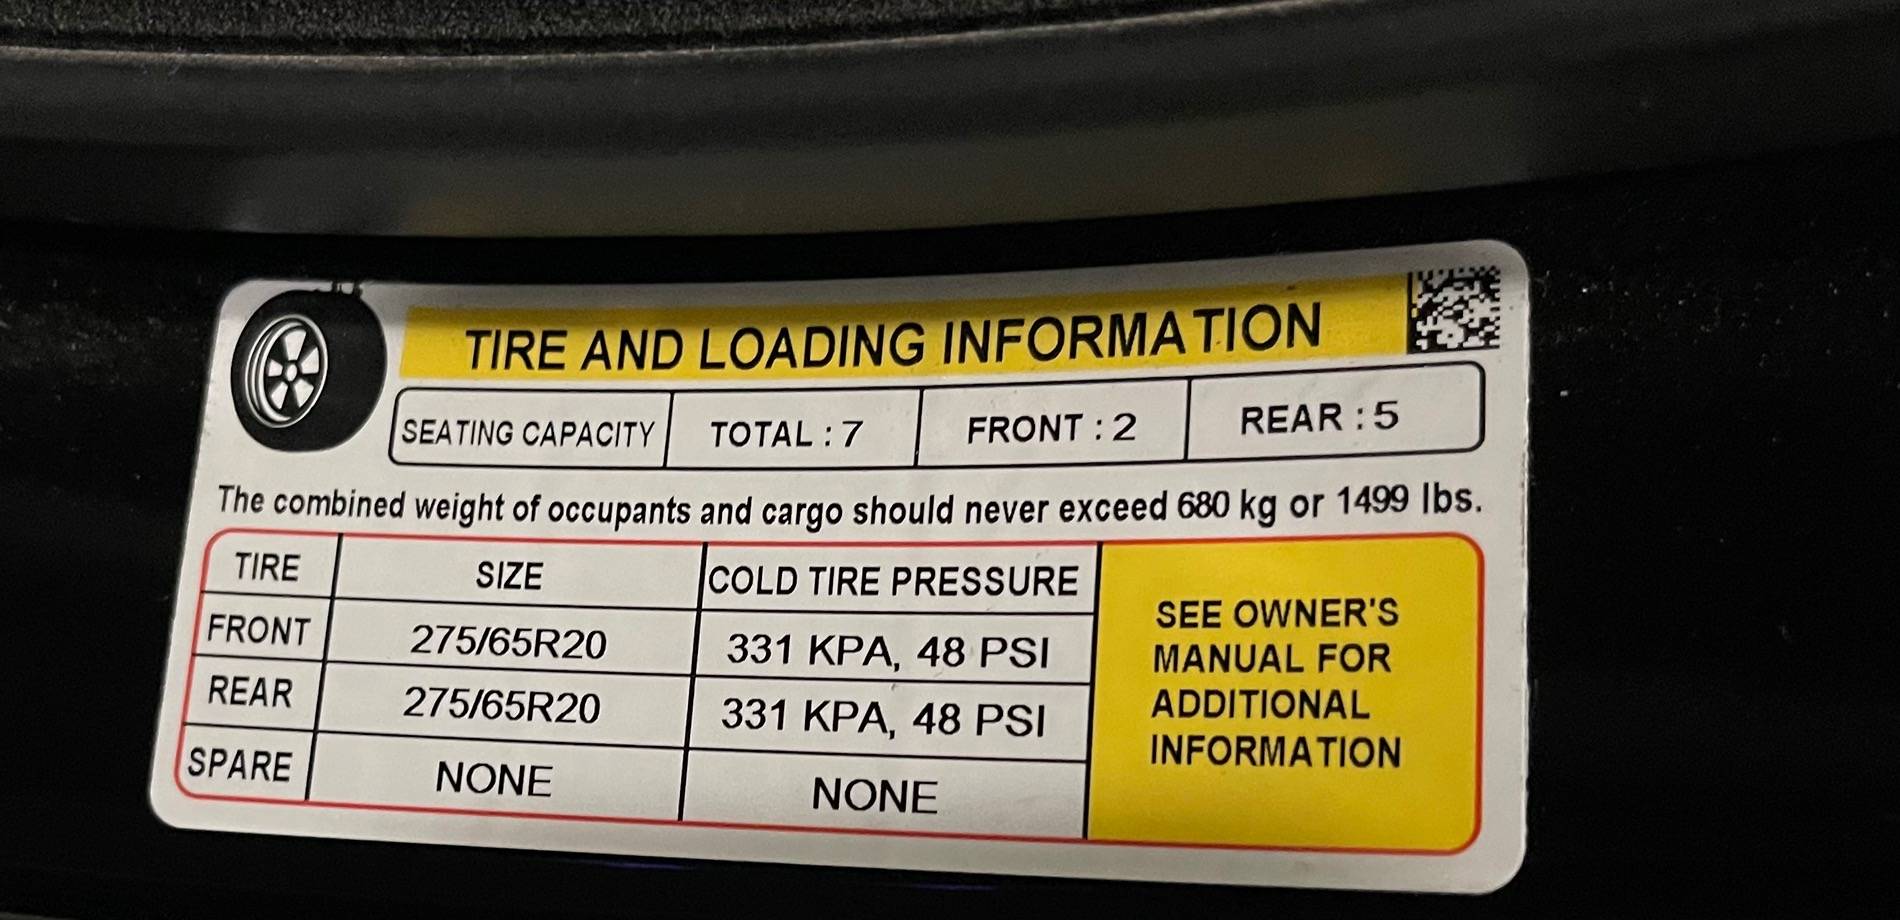 TIRE AND LOADING INFORMATION
SEATING CAPACITY TOTAL : 7 FRONT : 2 REAR : 5
The combined weight of occupants and cargo should never exceed 680 kg or 1499 lbs.
TIRE SIZE COLD TIRE PRESSURE
FRONT 275/65R20 331 KPA, 48 PSI
REAR 275/65R20 331 KPA, 48 PSI
SPARE NONE NONE
SEE OWNER'S
MANUAL FOR
ADDITIONAL
INFORMATION